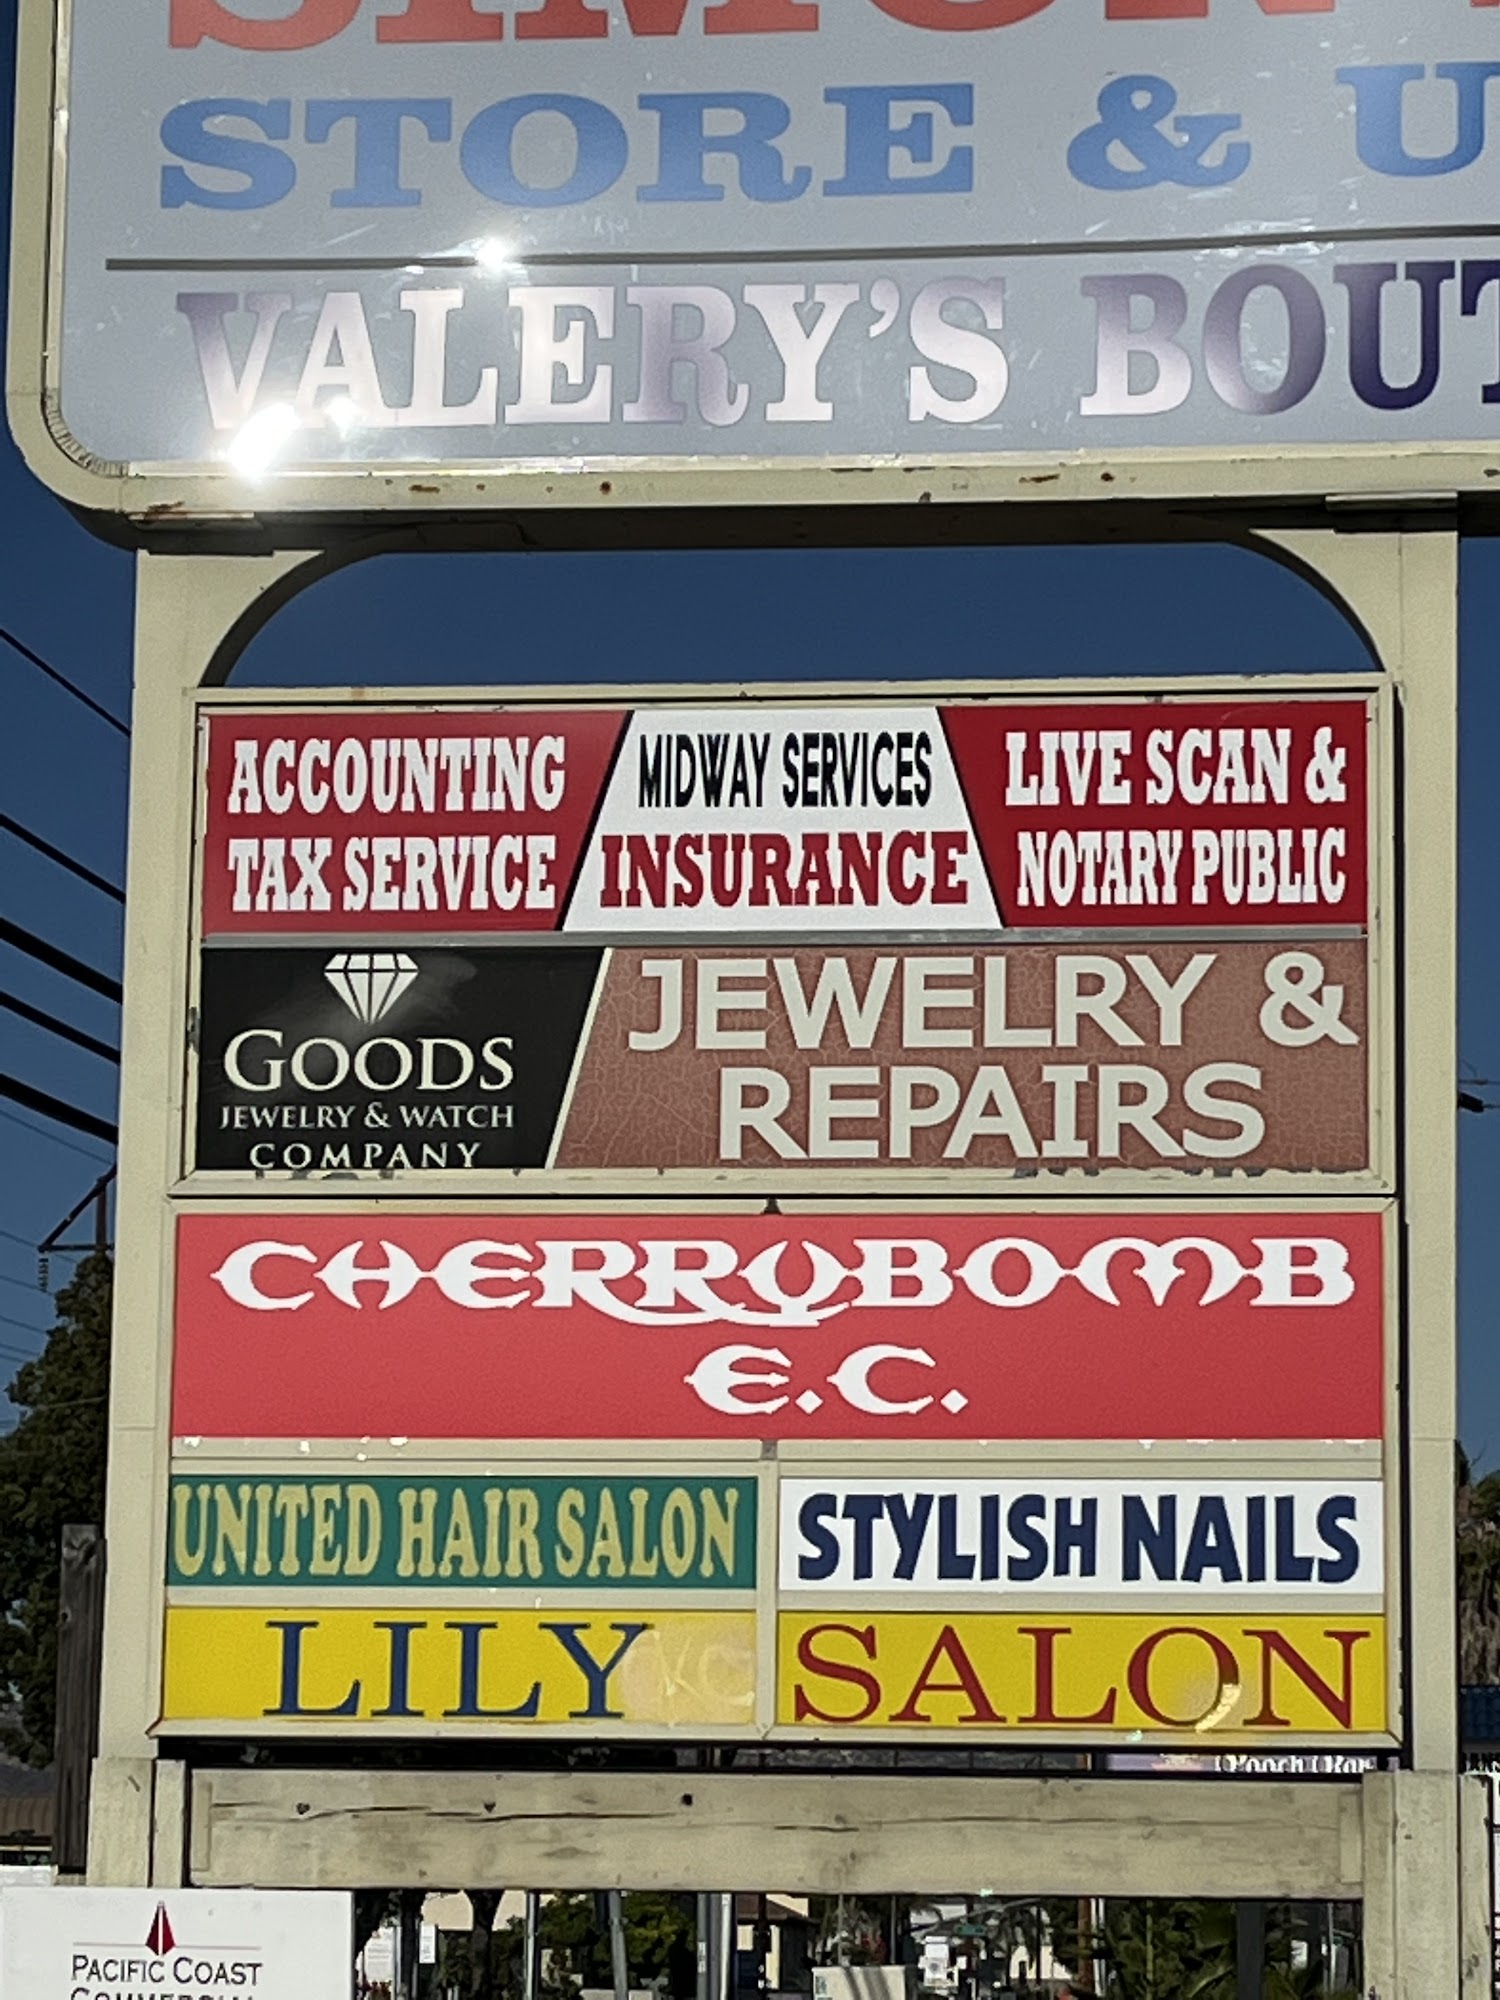 STORE & U
VALERY'S BOUT
ACCOUNTING
TAX SERVICE
MIDWAY SERVICES
INSURANCE
LIVE SCAN &
NOTARY PUBLIC
GOODS
JEWELRY & WATCH
COMPANY
JEWELRY &
REPAIRS
CHERRYBOMB
E.C.
UNITED HAIR SALON
STYLISH NAILS
LILY
SALON
PACIFIC COAST